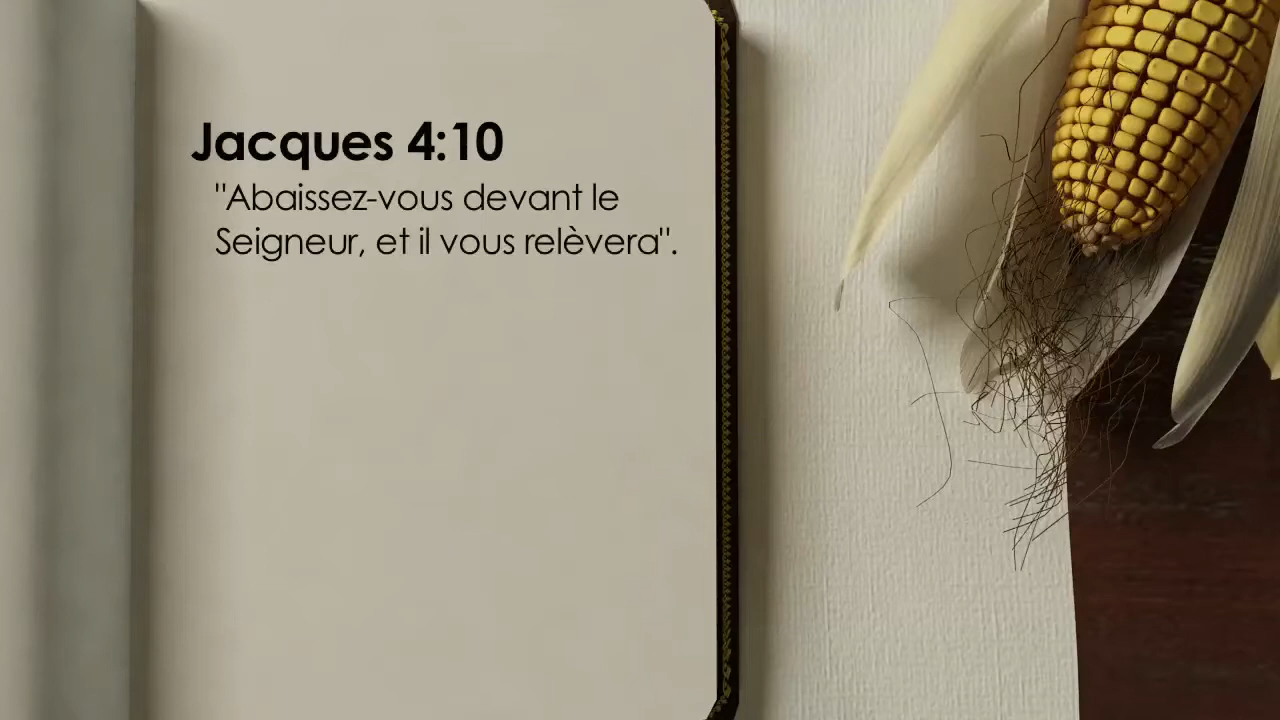 Jacques 4:10
"Abaissez-vous devant le
Seigneur, et il vous relèvera".